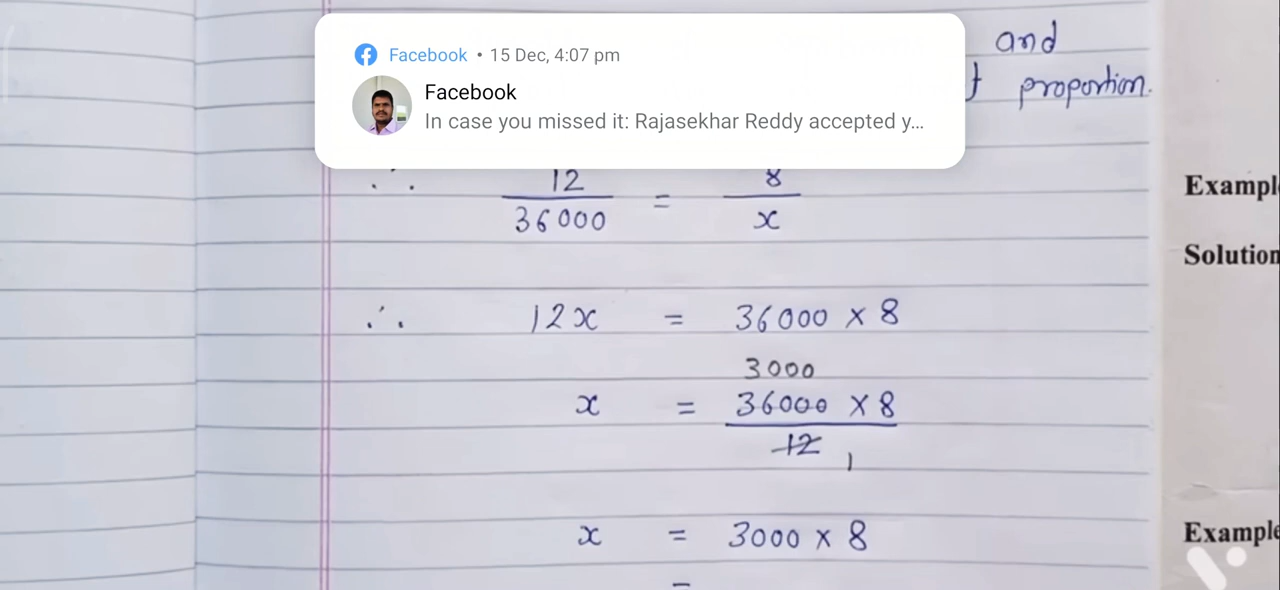 Facebook • 15 Dec, 4:07 pm
Facebook
In case you missed it: Rajasekhar Reddy accepted y...
and
proportion.
∴ 12/36000 = 8/x
∴ 12x = 36000 × 8
3000
x = 36000 × 8 / 12 1
x = 3000 × 8
=
Exampl
Solution
Example